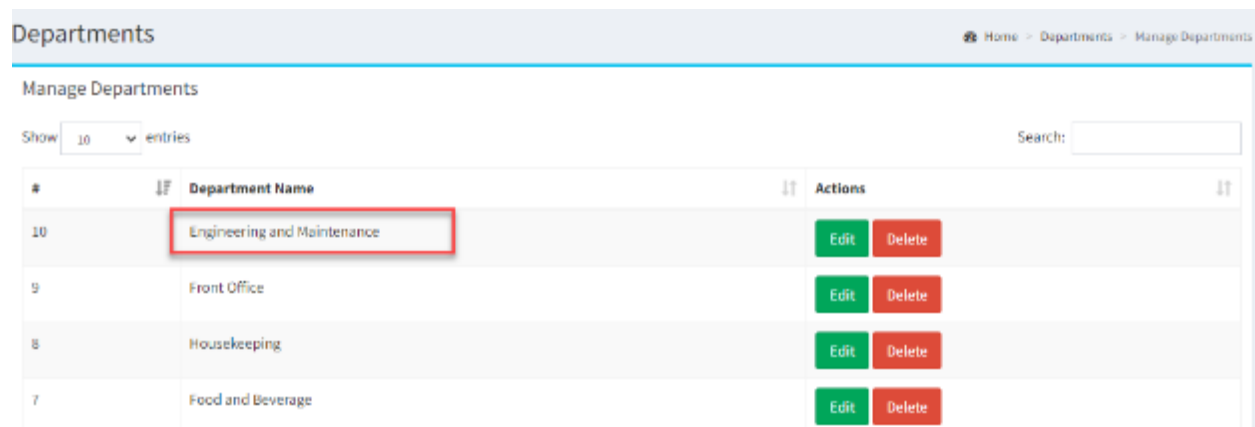 Departments
Home > Departments > Manage Departments
Manage Departments
Show 10 entries
Search:
# Department Name Actions
10 Engineering and Maintenance Edit Delete
9 Front Office Edit Delete
8 Housekeeping Edit Delete
7 Food and Beverage Edit Delete